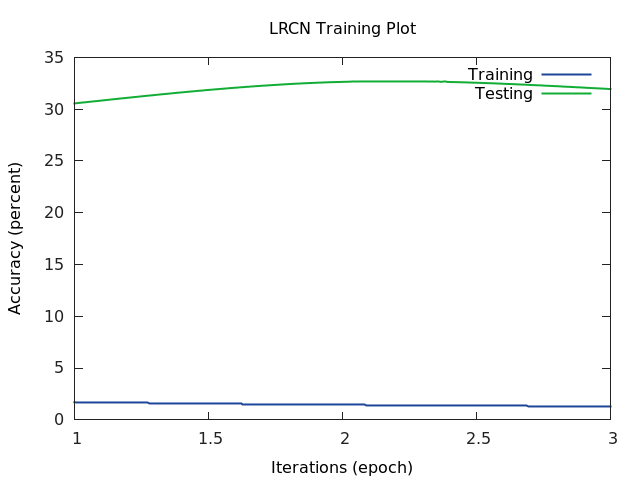 LRCN Training Plot
35
30
25
20
15
10
5
0
Accuracy (percent)
Training
Testing
1 1.5 2 2.5 3
Iterations (epoch)